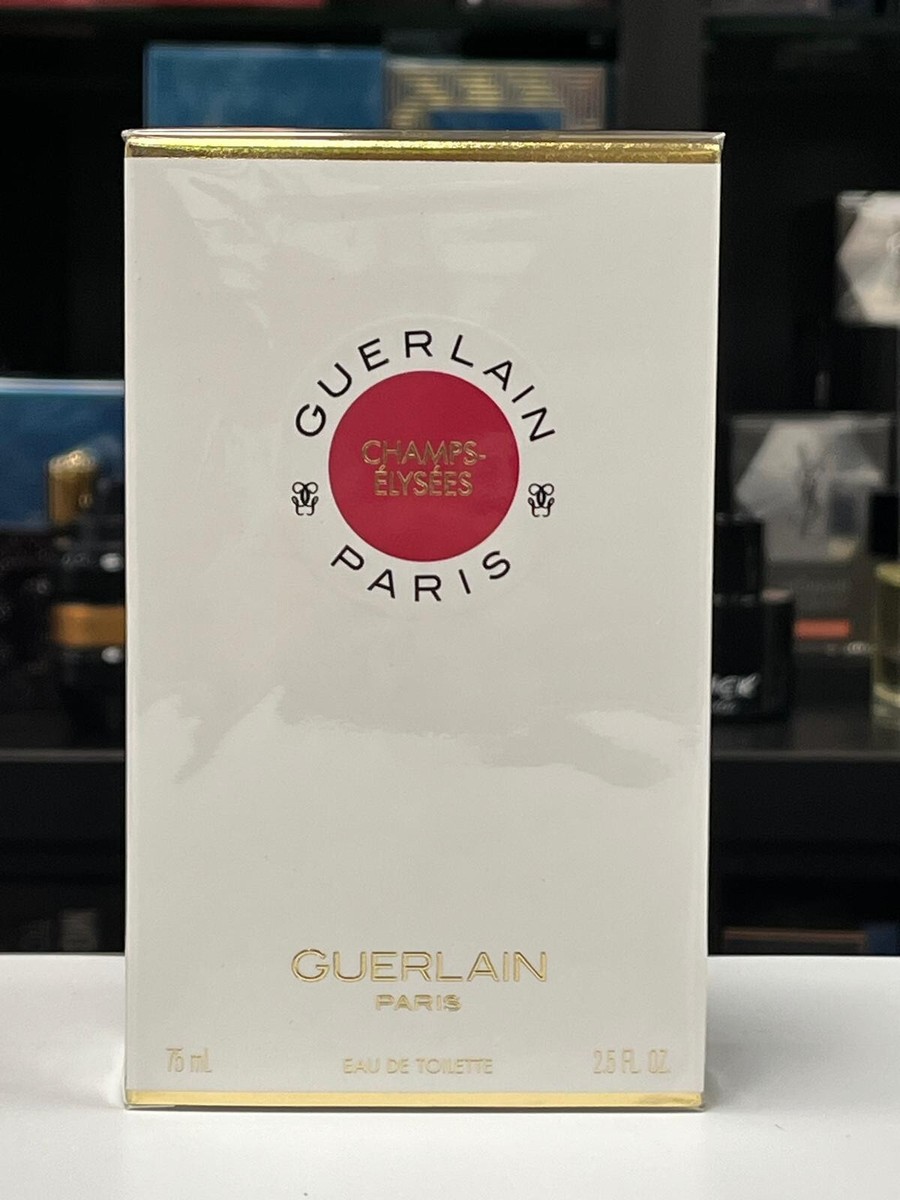 GUERLAIN
CHAMPS-
ÉLYSÉES
PARIS
GUERLAIN
PARIS
75 ml
EAU DE TOILETTE
2.5 FL. OZ.